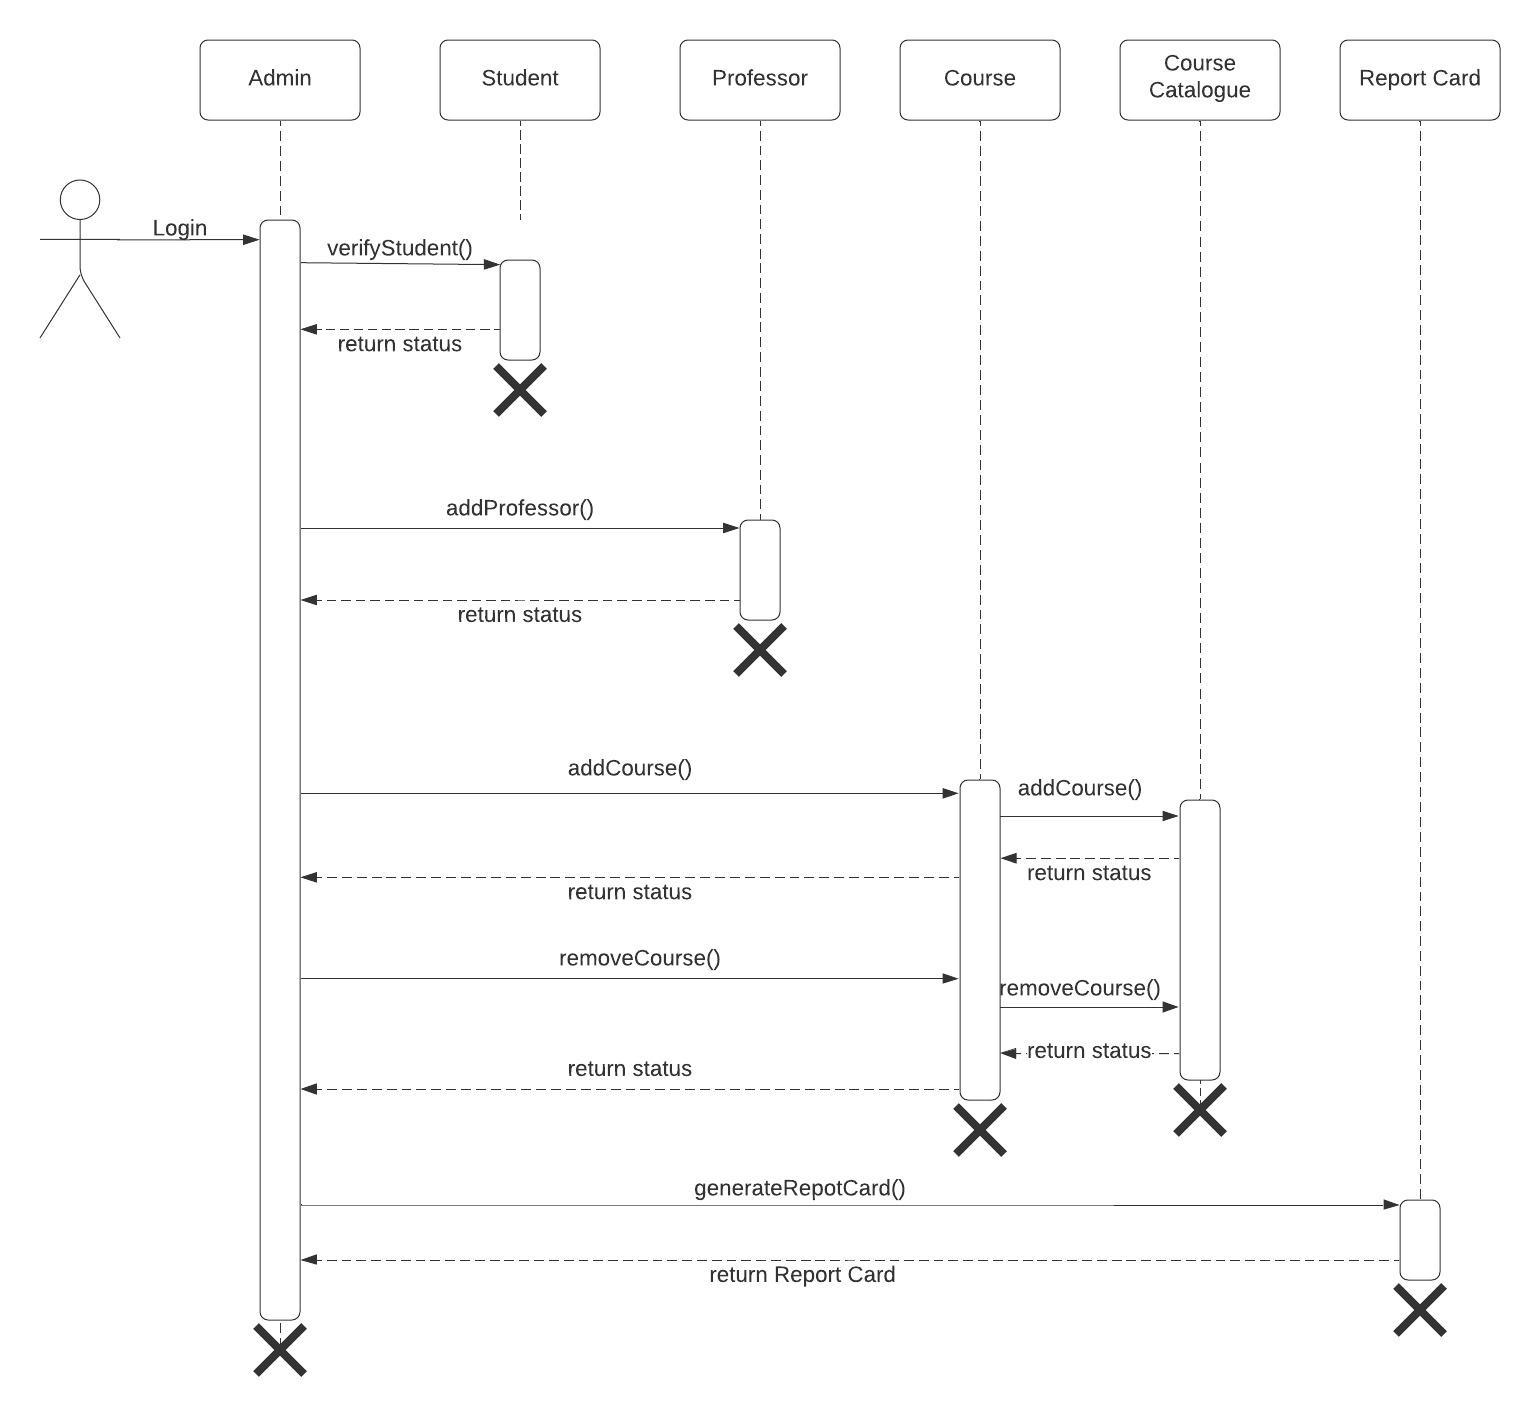 Admin
Student
Professor
Course
Course
Catalogue
Report Card
Login
verifyStudent()
return status
addProfessor()
return status
addCourse()
addCourse()
return status
return status
removeCourse()
removeCourse()
return status
return status
generateRepotCard()
return Report Card